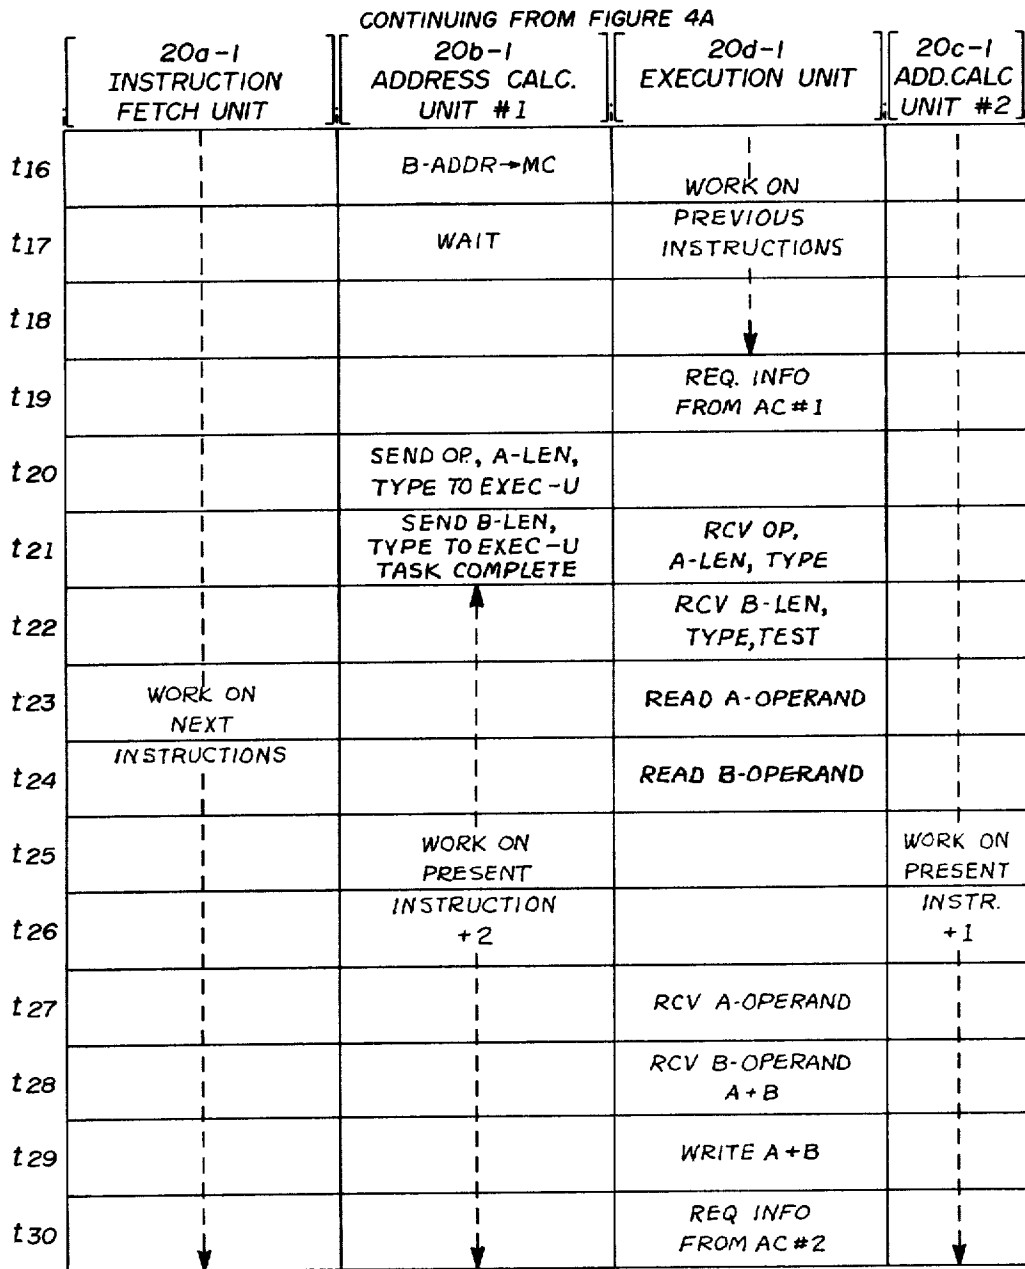 CONTINUING FROM FIGURE 4A
20a-1
INSTRUCTION
FETCH UNIT
20b-1
ADDRESS CALC.
UNIT #1
20d-1
EXECUTION UNIT
20c-1
ADD.CALC
UNIT #2
t16
B-ADDR→MC
WORK ON
PREVIOUS
INSTRUCTIONS
t17
WAIT
t18
t19
REQ. INFO
FROM AC#1
t20
SEND OP, A-LEN,
TYPE TO EXEC-U
t21
SEND B-LEN,
TYPE TO EXEC-U
TASK COMPLETE
RCV OP,
A-LEN, TYPE
t22
RCV B-LEN,
TYPE,TEST
t23
WORK ON
NEXT
INSTRUCTIONS
READ A-OPERAND
t24
READ B-OPERAND
t25
WORK ON
PRESENT
INSTRUCTION
+2
WORK ON
PRESENT
INSTR.
+1
t26
t27
RCV A-OPERAND
t28
RCV B-OPERAND
A+B
t29
WRITE A+B
t30
REQ INFO
FROM AC#2